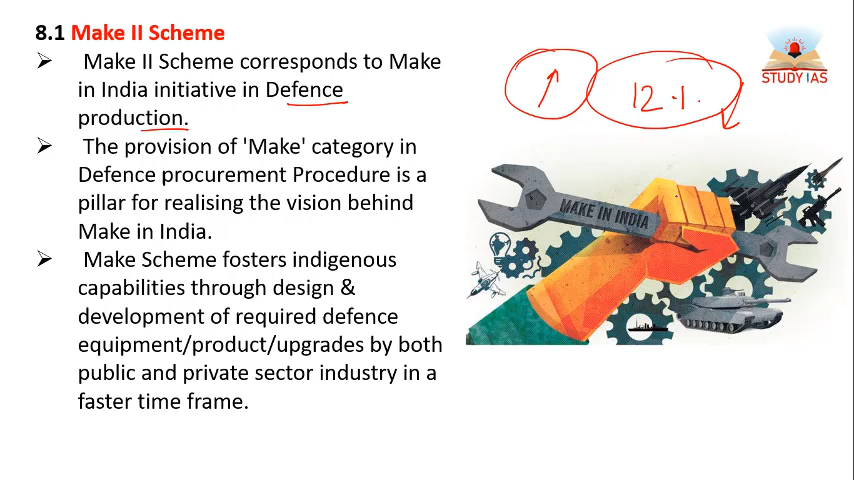 8.1 Make II Scheme
➢ Make II Scheme corresponds to Make
in India initiative in Defence
production.
➢ The provision of 'Make' category in
Defence procurement Procedure is a
pillar for realising the vision behind
Make in India.
➢ Make Scheme fosters indigenous
capabilities through design &
development of required defence
equipment/product/upgrades by both
public and private sector industry in a
faster time frame.
12 %
STUDY IAS
MAKE IN INDIA